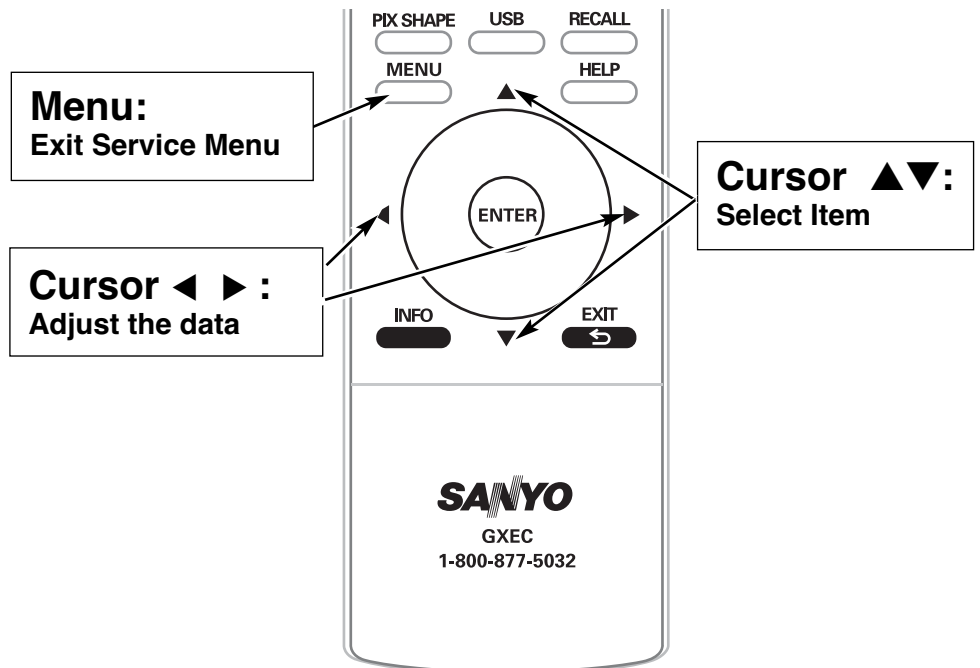 PIX SHAPE USB RECALL
MENU HELP
Menu:
Exit Service Menu
Cursor ▲▼:
Select Item
ENTER
Cursor ◀ ▶ :
Adjust the data
INFO EXIT
SANYO
GXEC
1-800-877-5032